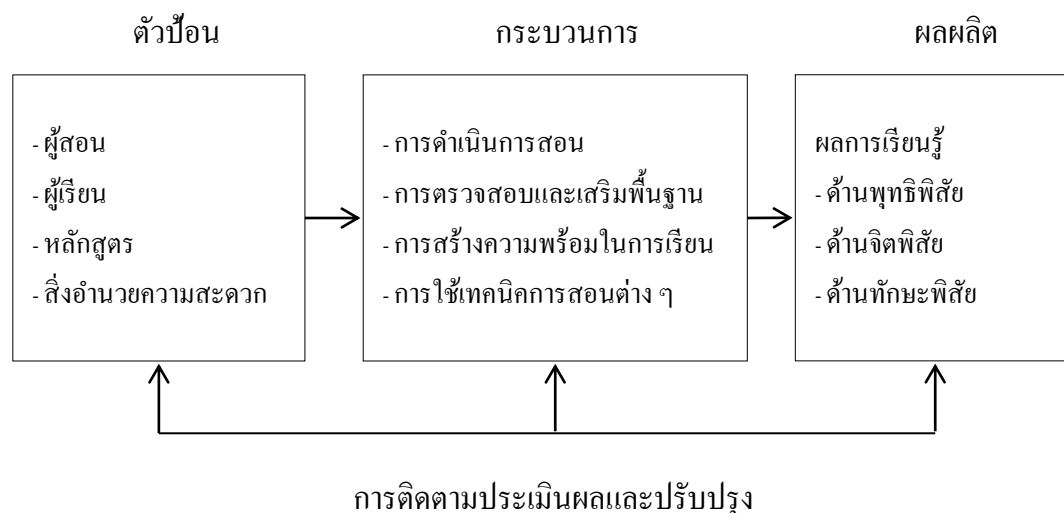 ตัวป้อน
กระบวนการ
ผลผลิต
- ผู้สอน
- ผู้เรียน
- หลักสูตร
- สิ่งอำนวยความสะดวก
- การดำเนินการสอน
- การตรวจสอบและเสริมพื้นฐาน
- การสร้างความพร้อมในการเรียน
- การใช้เทคนิคการสอนต่าง ๆ
ผลการเรียนรู้
- ด้านพุทธิพิสัย
- ด้านจิตพิสัย
- ด้านทักษะพิสัย
การติดตามประเมินผลและปรับปรุง